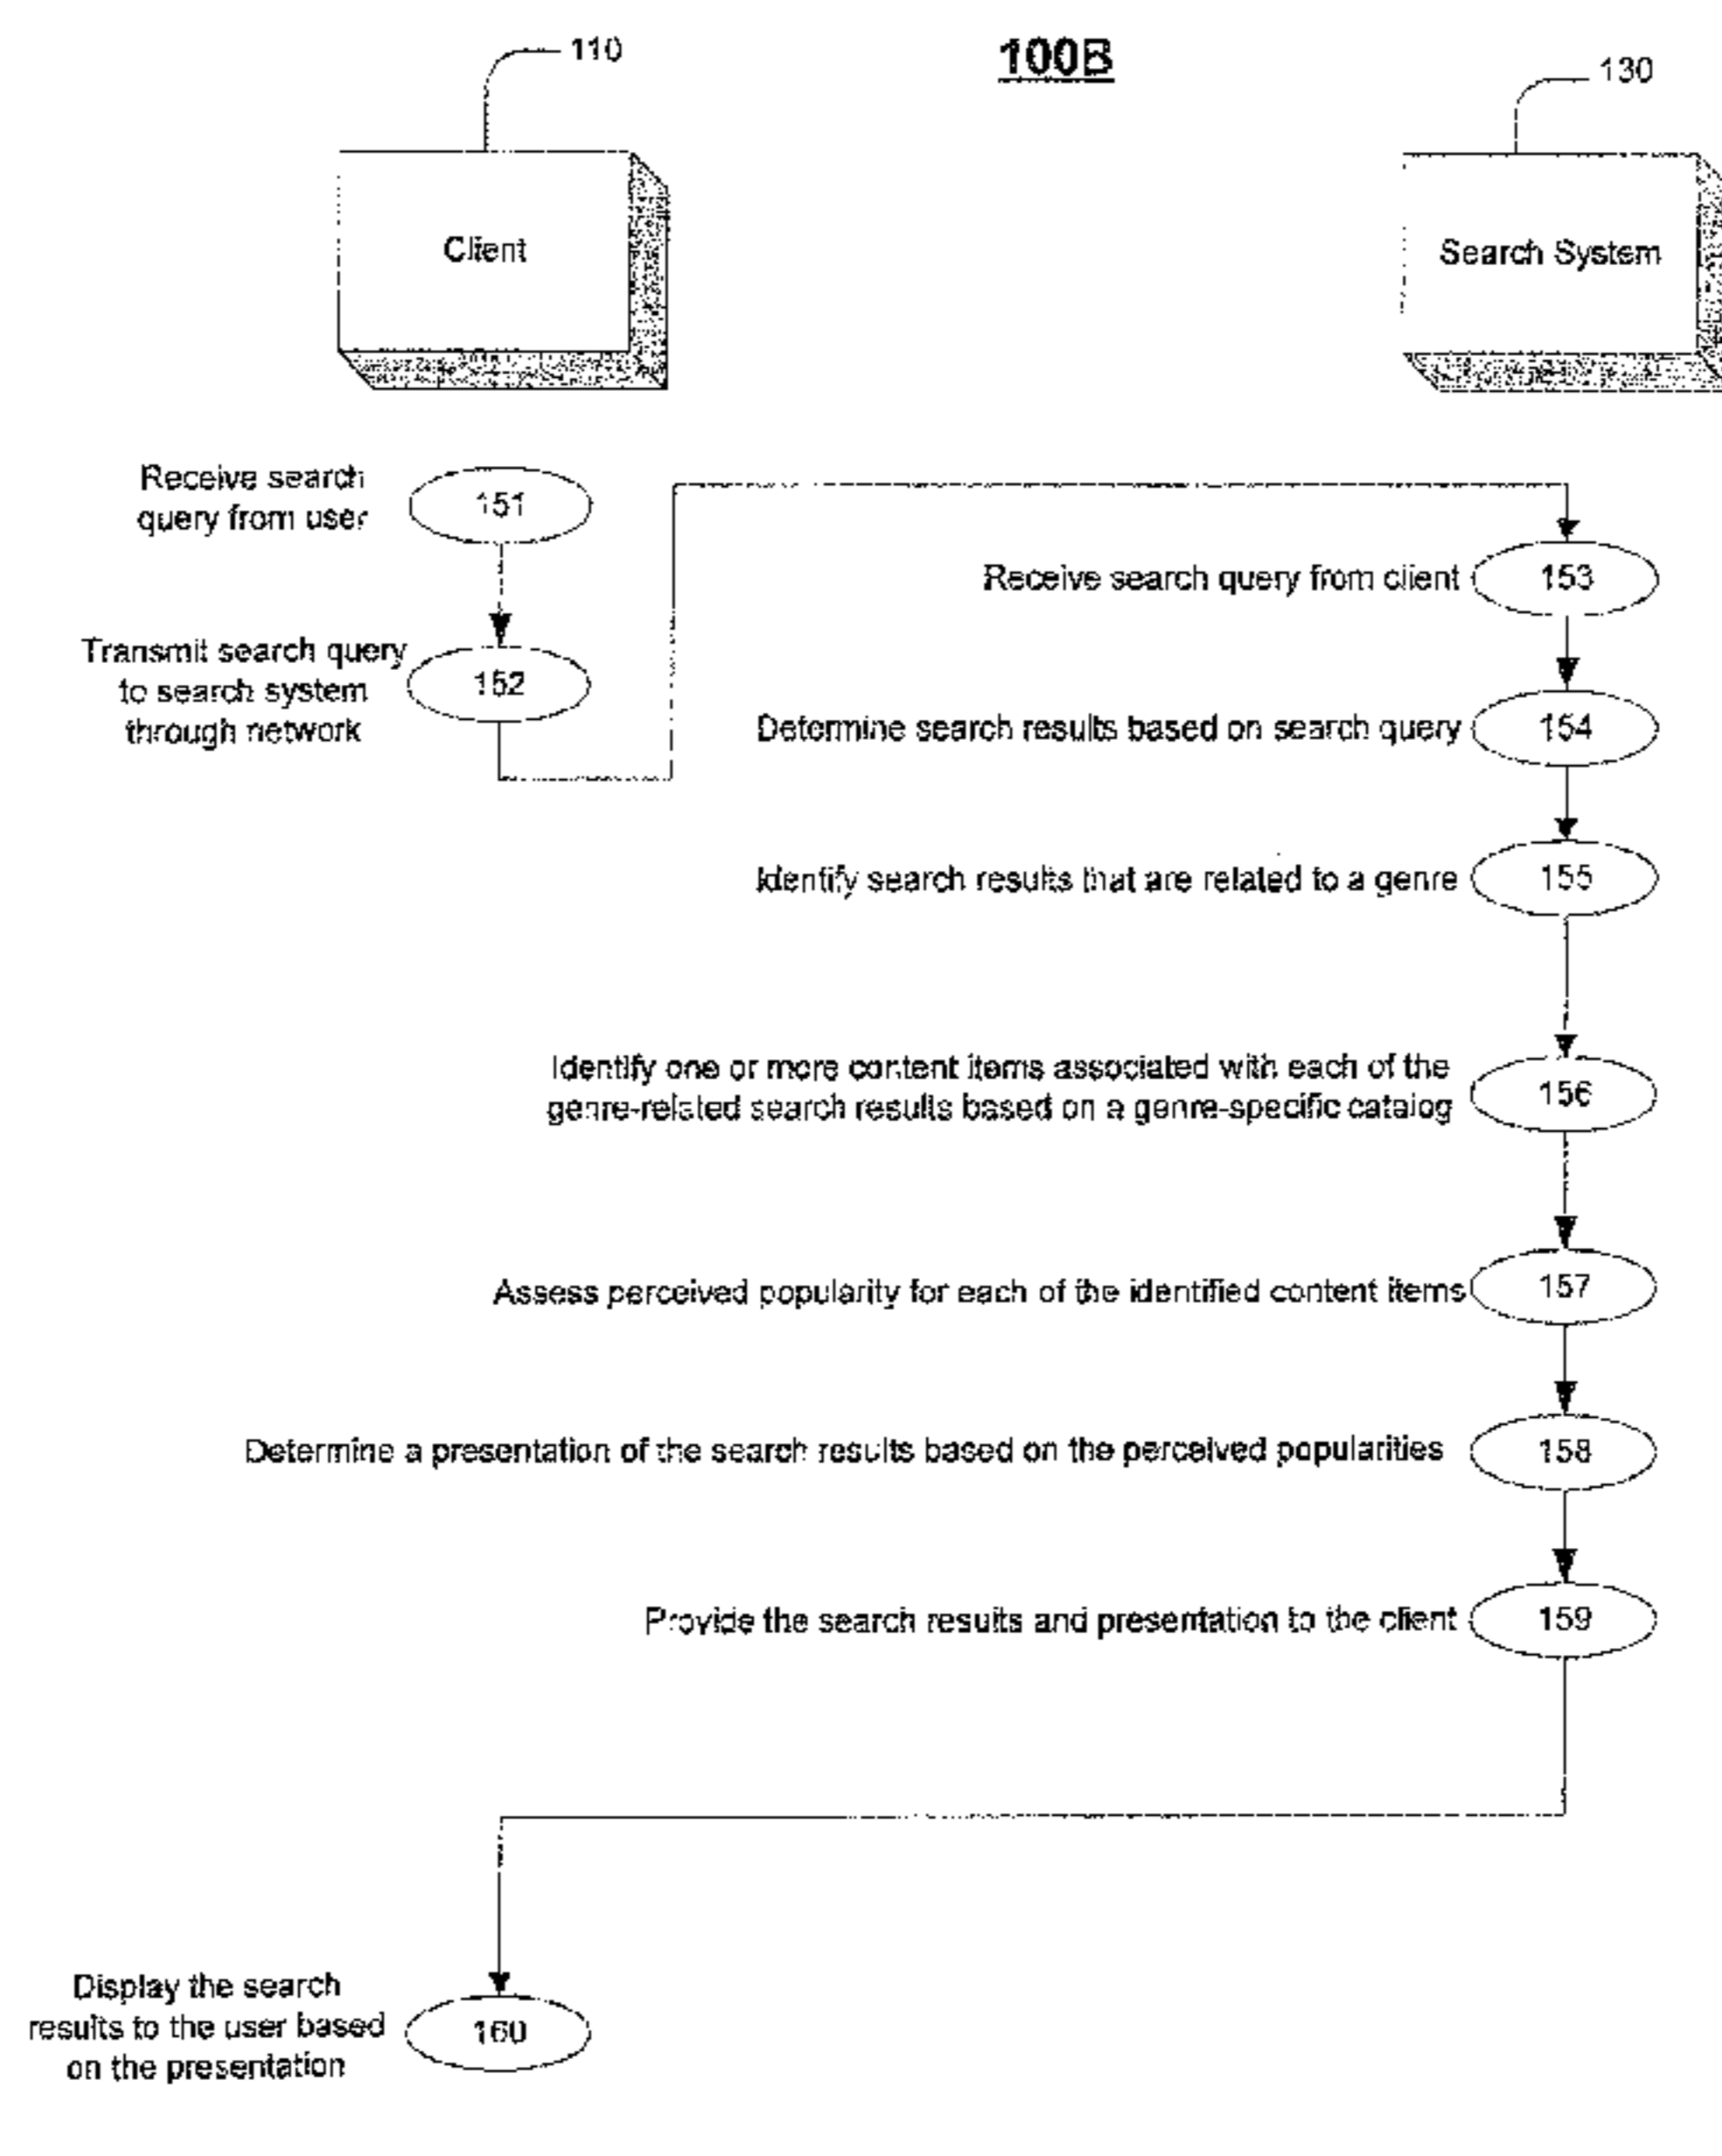 110
100B
130
Client
Search System
Receive search
query from user
151
Receive search query from client
153
Transmit search query
to search system
through network
152
Determine search results based on search query
154
Identify search results that are related to a genre
155
Identify one or more content items associated with each of the
genre-related search results based on a genre-specific catalog
156
Assess perceived popularity for each of the identified content items
157
Determine a presentation of the search results based on the perceived popularities
158
Provide the search results and presentation to the client
159
Display the search
results to the user based
on the presentation
160